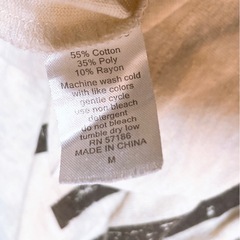 55% Cotton
35% Poly
10% Rayon
Machine wash cold
with like colors
gentle cycle
use non bleach
detergent
do not bleach
tumble dry low
RN 57186
MADE IN CHINA
M